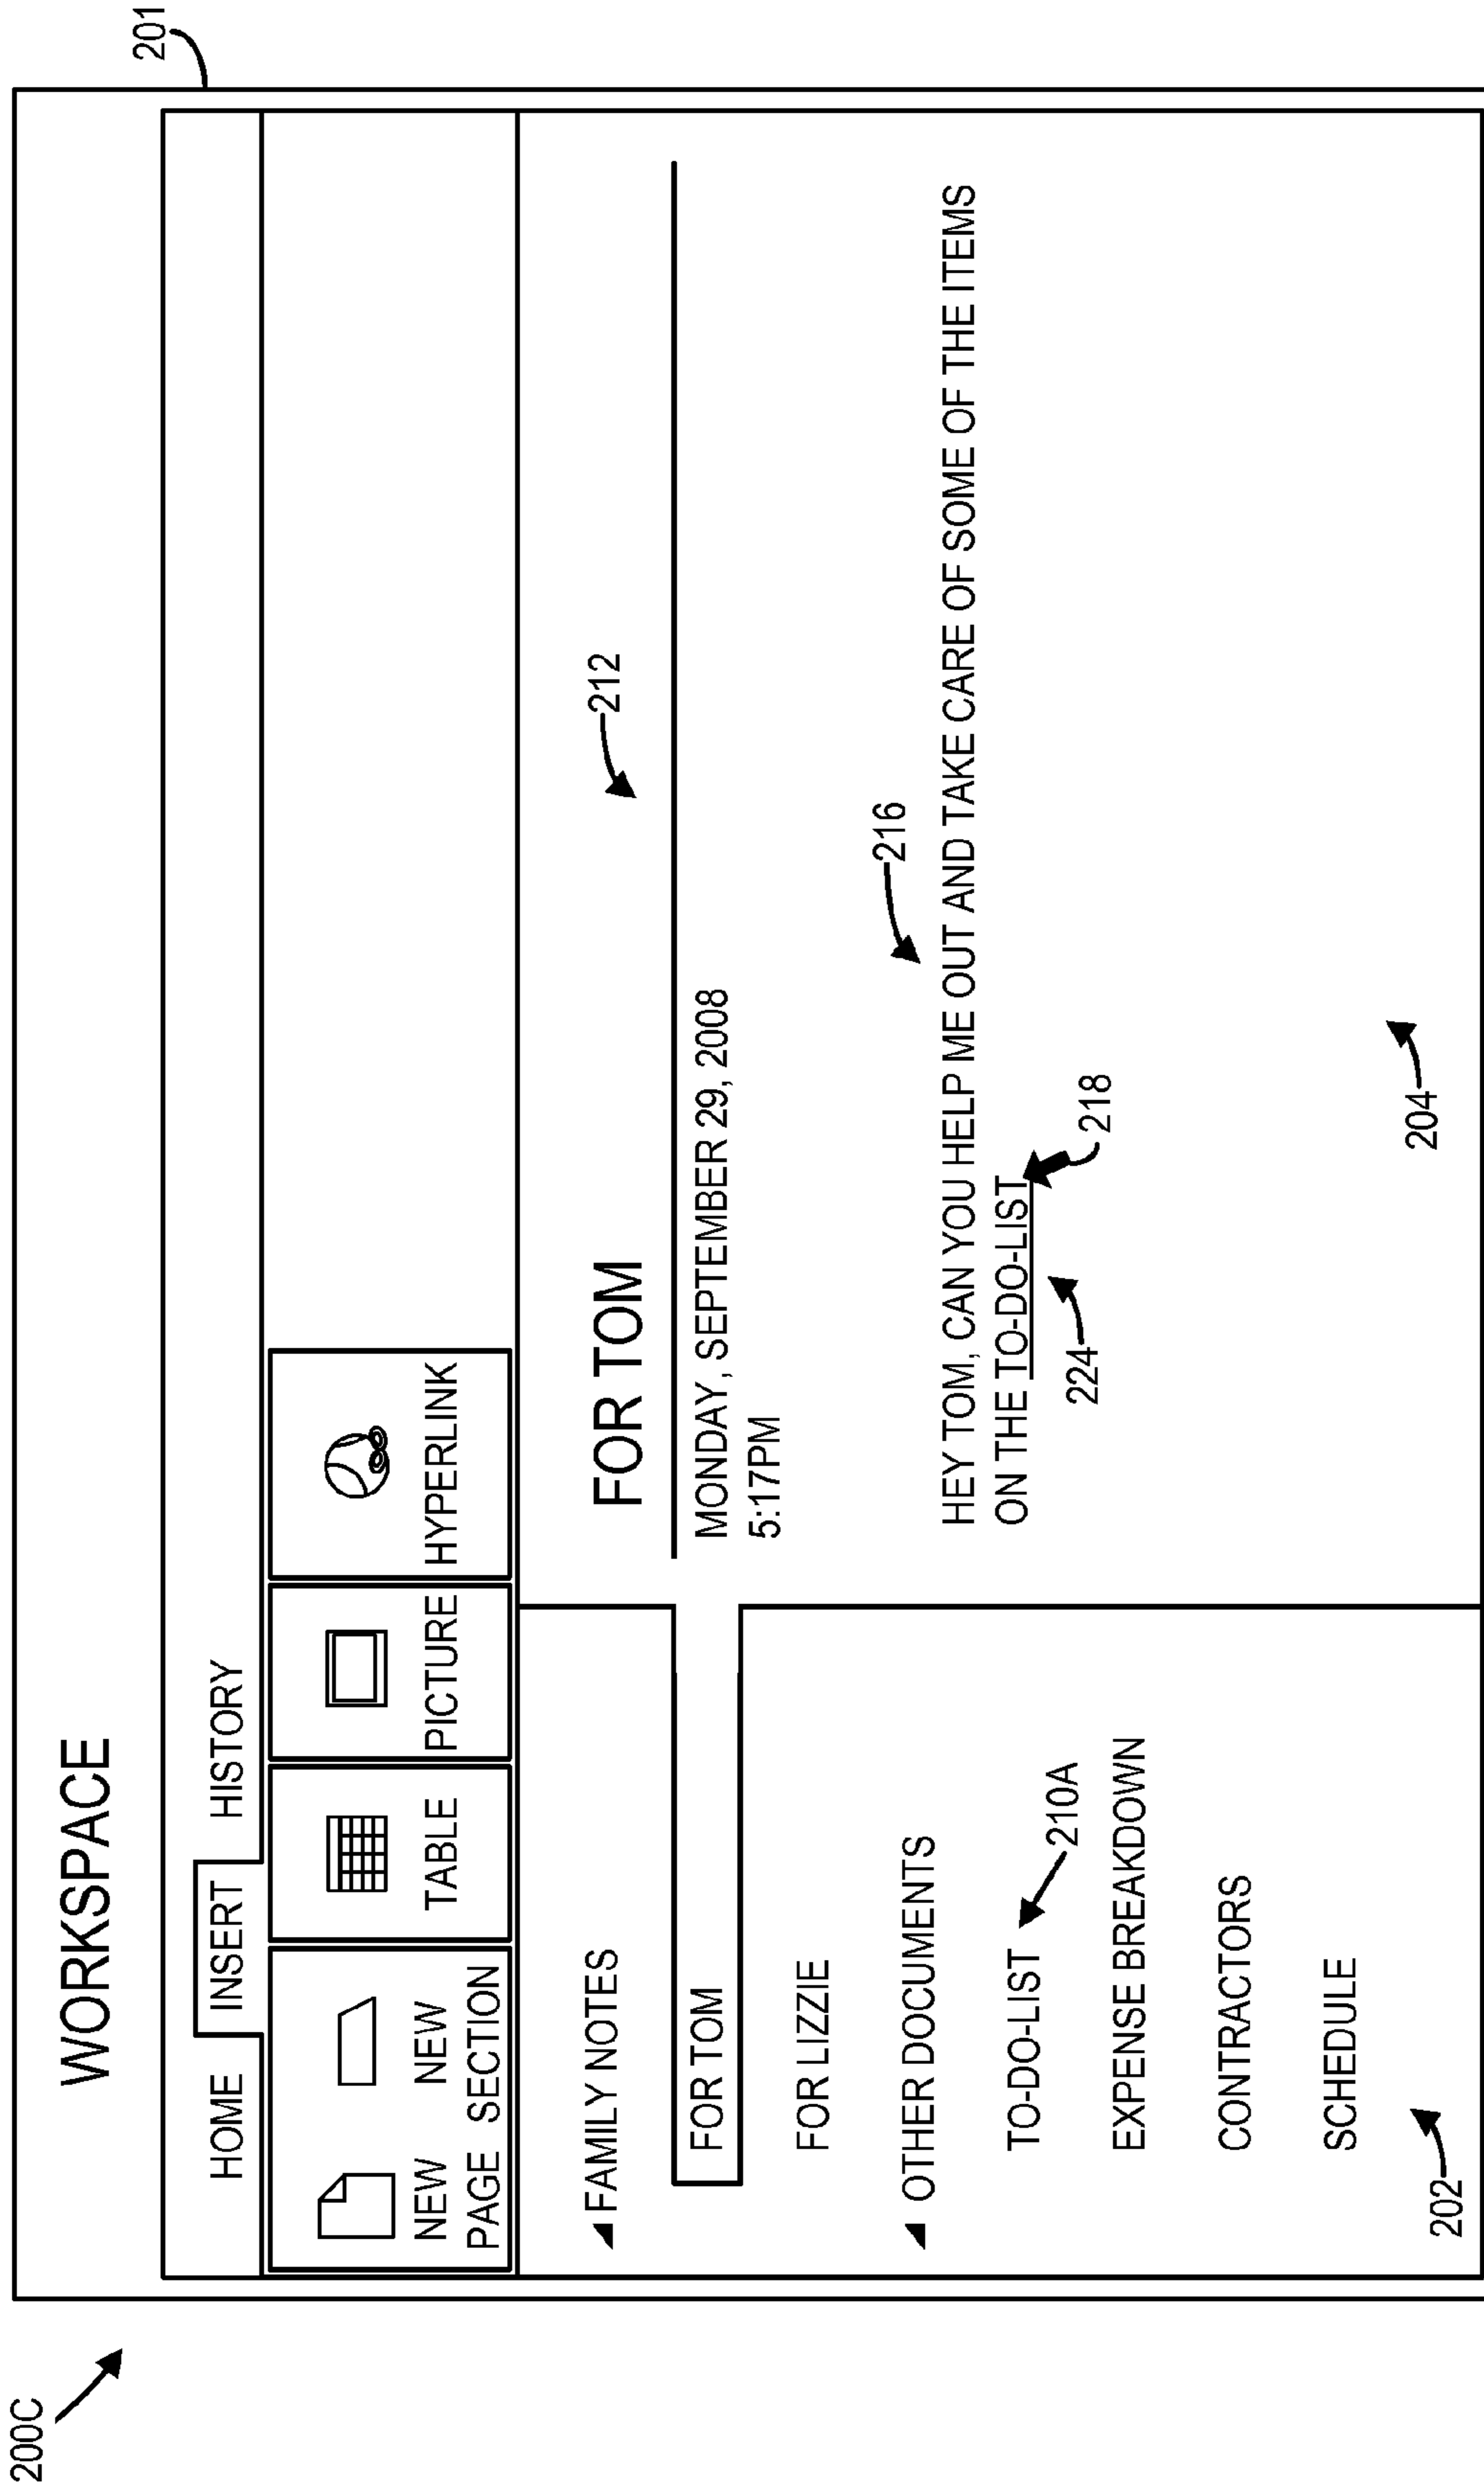 200C
201
WORKSPACE
HOME INSERT HISTORY
NEW PAGE
NEW SECTION
TABLE
PICTURE
HYPERLINK
FAMILY NOTES
FOR TOM
FOR LIZZIE
OTHER DOCUMENTS
TO-DO-LIST
210A
EXPENSE BREAKDOWN
CONTRACTORS
SCHEDULE
202
FOR TOM
212
MONDAY, SEPTEMBER 29, 2008
5:17PM
216
HEY TOM, CAN YOU HELP ME OUT AND TAKE CARE OF SOME OF THE ITEMS
ON THE TO-DO-LIST
218
224
204